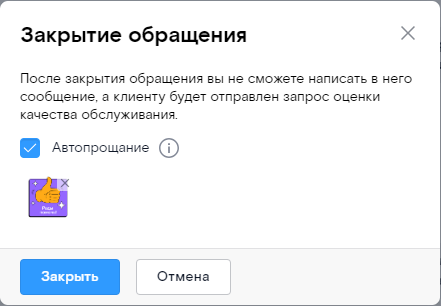 Закрытие обращения
После закрытия обращения вы не сможете написать в него
сообщение, а клиенту будет отправлен запрос оценки
качества обслуживания.
Автопрощание
Рады
Закрыть
Отмена